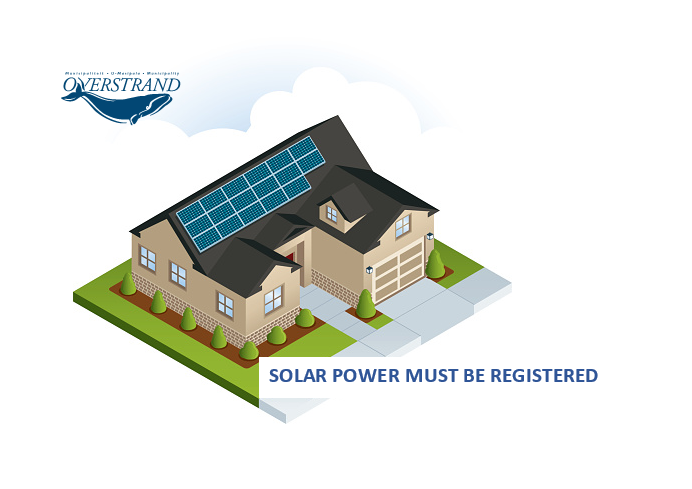 Munisipaliteit • U-Masipala • Municipality
OVERSTRAND
SOLAR POWER MUST BE REGISTERED